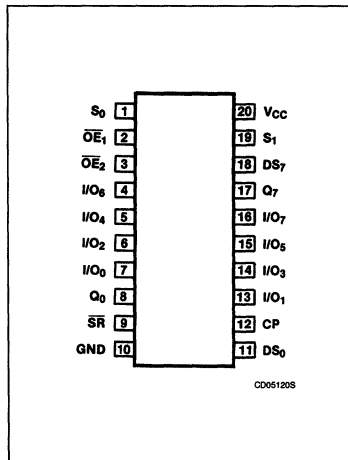 S0 1 20 VCC
OE1 2 19 S1
OE2 3 18 DS7
I/O6 4 17 Q7
I/O4 5 16 I/O7
I/O2 6 15 I/O5
I/O0 7 14 I/O3
Q0 8 13 I/O1
SR 9 12 CP
GND 10 11 DS0
CD05120S